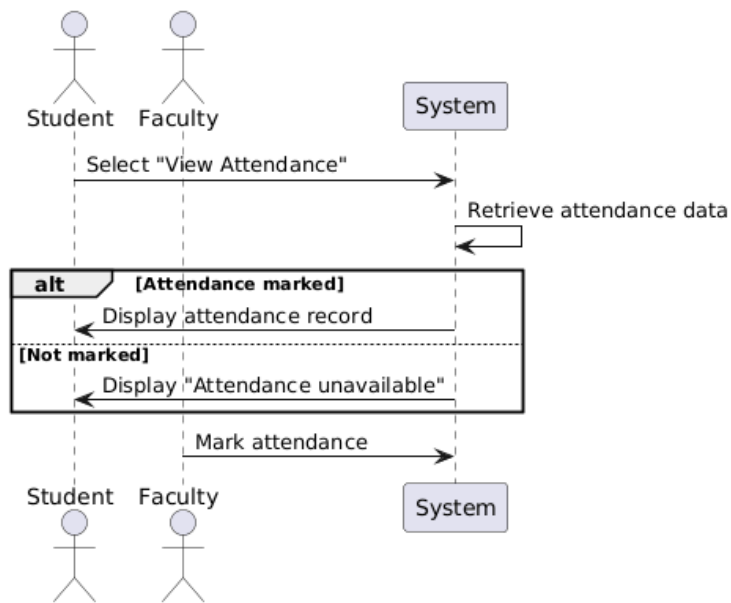 Student
Faculty
System
Select "View Attendance"
Retrieve attendance data
alt
[Attendance marked]
Display attendance record
[Not marked]
Display "Attendance unavailable"
Mark attendance
Student
Faculty
System